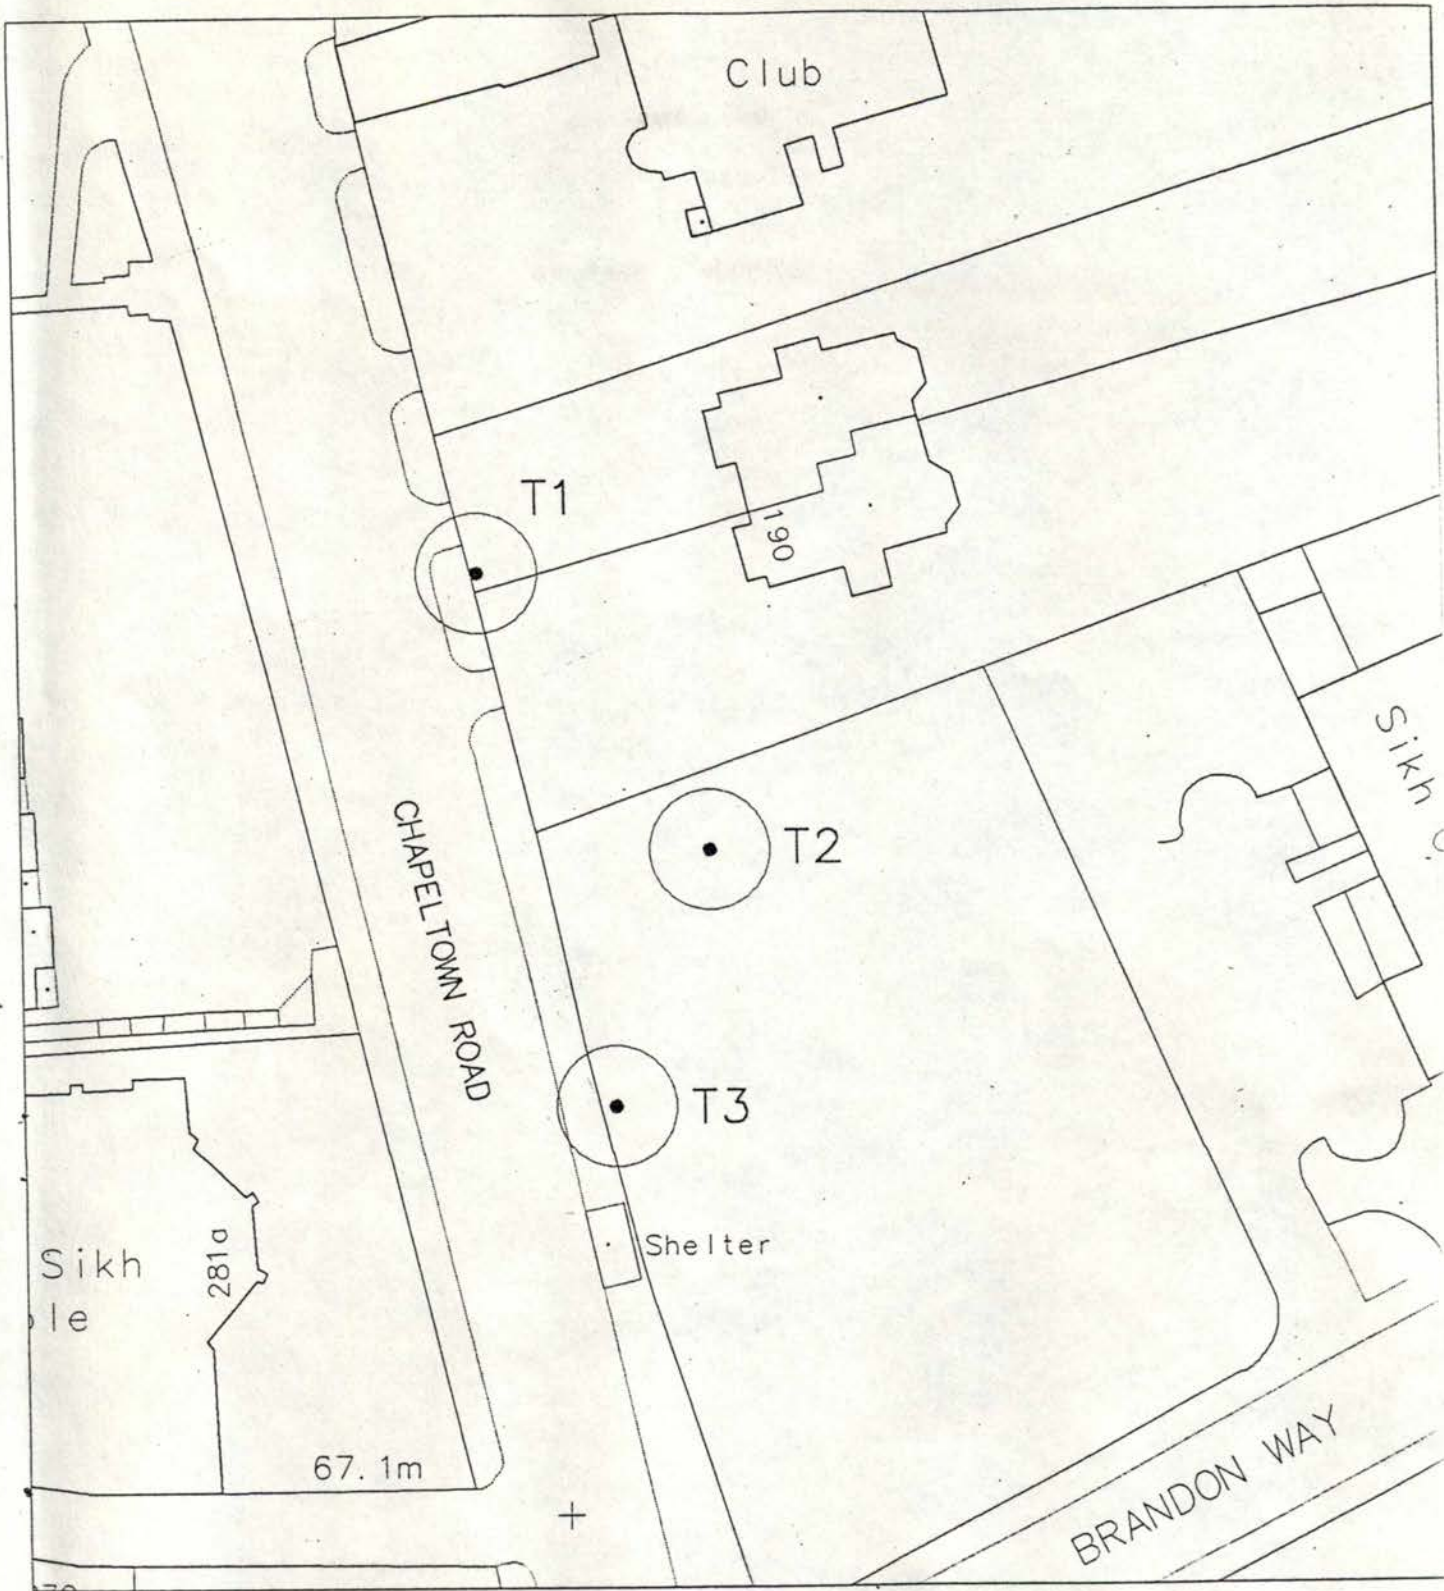 Club
T1
190
Sikh
CHAPELTOWN ROAD
T2
T3
Shelter
281a
Sikh
le
67.1m
BRANDON WAY